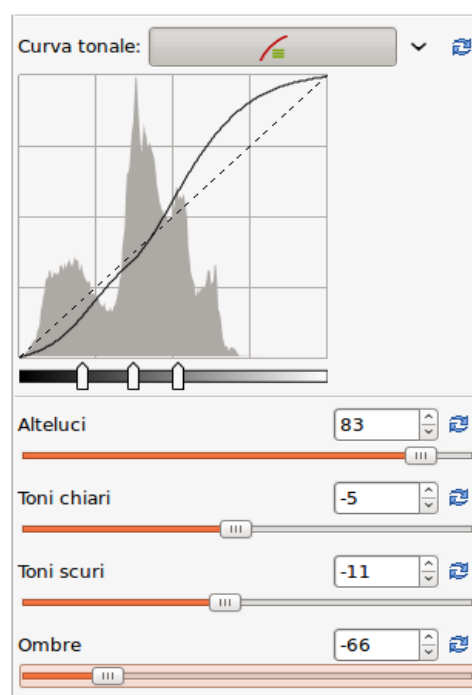 Curva tonale:
Alteluci 83
Toni chiari -5
Toni scuri -11
Ombre -66